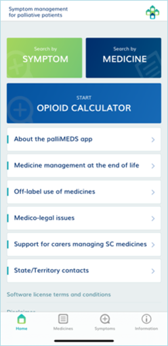 Symptom management
for palliative patients
Search by
SYMPTOM
Search by
MEDICINE
START
OPIOID CALCULATOR
About the palliMEDS app
Medicine management at the end of life
Off-label use of medicines
Medico-legal issues
Support for carers managing SC medicines
State/Territory contacts
Software license terms and conditions
Disclaimer
Home
Medicines
Symptoms
Information